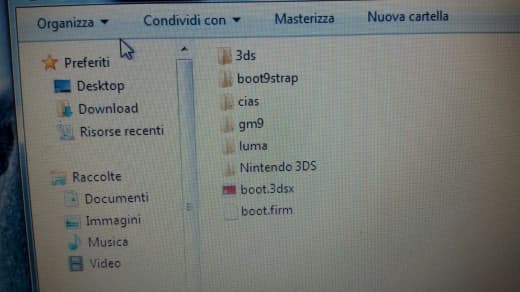 Organizza Condividi con Masterizza Nuova cartella
Preferiti
Desktop
Download
Risorse recenti
Raccolte
Documenti
Immagini
Musica
Video
3ds
boot9strap
cias
gm9
luma
Nintendo 3DS
boot.3dsx
boot.firm